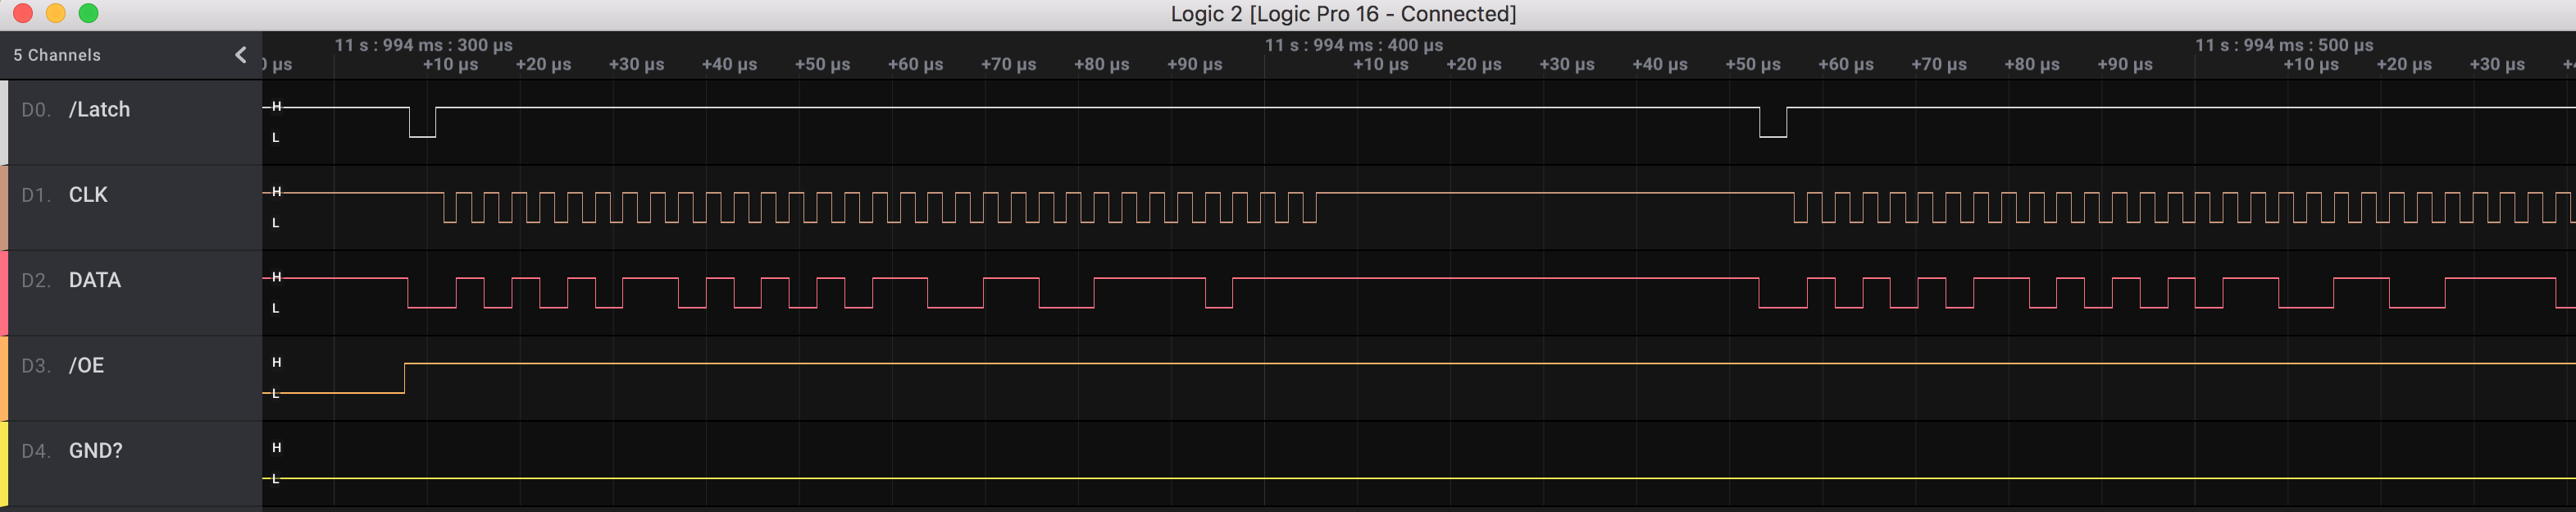 Logic 2 [Logic Pro 16 - Connected]
5 Channels
11 s : 994 ms : 300 µs 11 s : 994 ms : 400 µs 11 s : 994 ms : 500 µs
0 µs +10 µs +20 µs +30 µs +40 µs +50 µs +60 µs +70 µs +80 µs +90 µs +10 µs +20 µs +30 µs +40 µs +50 µs +60 µs +70 µs +80 µs +90 µs +10 µs +20 µs +30 µs
D0. /Latch H
L
D1. CLK H
L
D2. DATA H
L
D3. /OE H
L
D4. GND? H
L